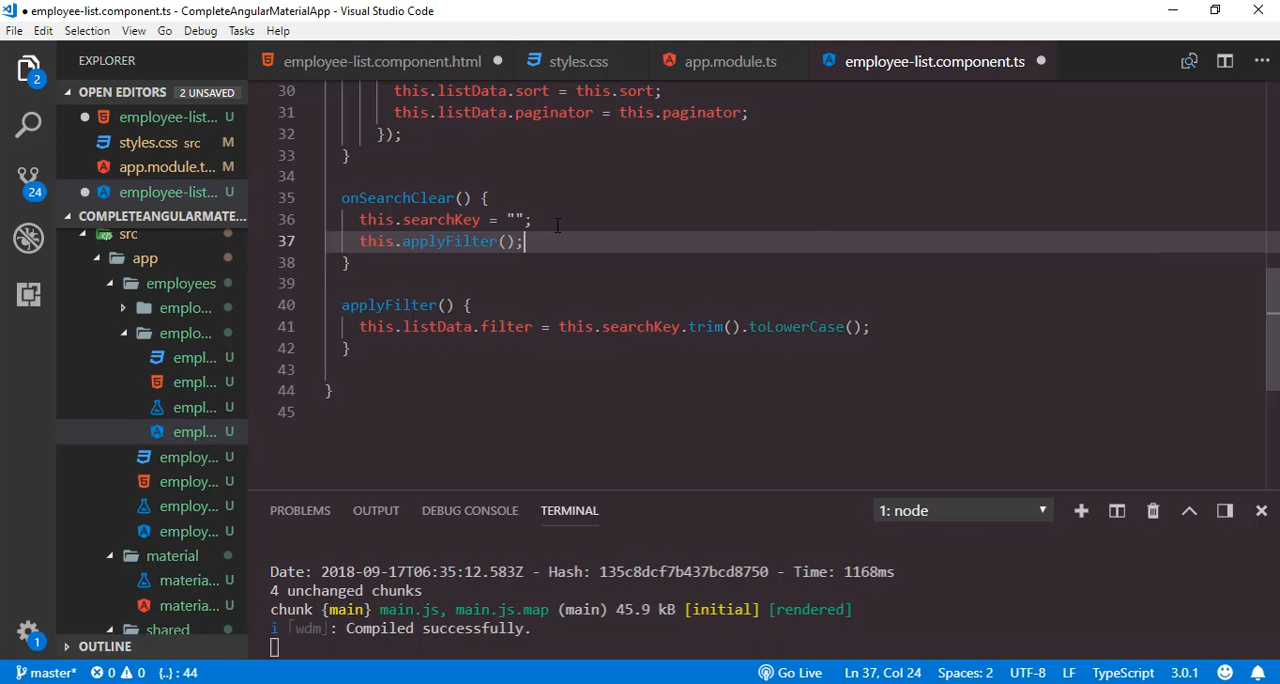 ● employee-list.component.ts - CompleteAngularMaterialApp - Visual Studio Code
File Edit Selection View Go Debug Tasks Help
EXPLORER
employee-list.component.html ●
styles.css
app.module.ts
employee-list.component.ts ●
OPEN EDITORS 2 UNSAVED
● employee-list... U
styles.css src M
app.module.t... M
● employee-list... U
COMPLETEANGULARMATE...
src
app
employees
emplo...
emplo...
empl... U
empl... U
empl... U
empl... U
employ... U
employ... U
employ... U
employ... U
material
materia... U
materia... U
shared
OUTLINE
2
24
1
30 this.listData.sort = this.sort;
31 this.listData.paginator = this.paginator;
32 });
33 }
34
35 onSearchClear() {
36 this.searchKey = "";
37 this.applyFilter();
38 }
39
40 applyFilter() {
41 this.listData.filter = this.searchKey.trim().toLowerCase();
42 }
43
44 }
45
PROBLEMS OUTPUT DEBUG CONSOLE TERMINAL 1: node
Date: 2018-09-17T06:35:12.583Z - Hash: 135c8dcf7b437bcd8750 - Time: 1168ms
4 unchanged chunks
chunk {main} main.js, main.js.map (main) 45.9 kB [initial] [rendered]
i ｢wdm｣: Compiled successfully.
master* 0 0 {..} : 44 Go Live Ln 37, Col 24 Spaces: 2 UTF-8 LF TypeScript 3.0.1